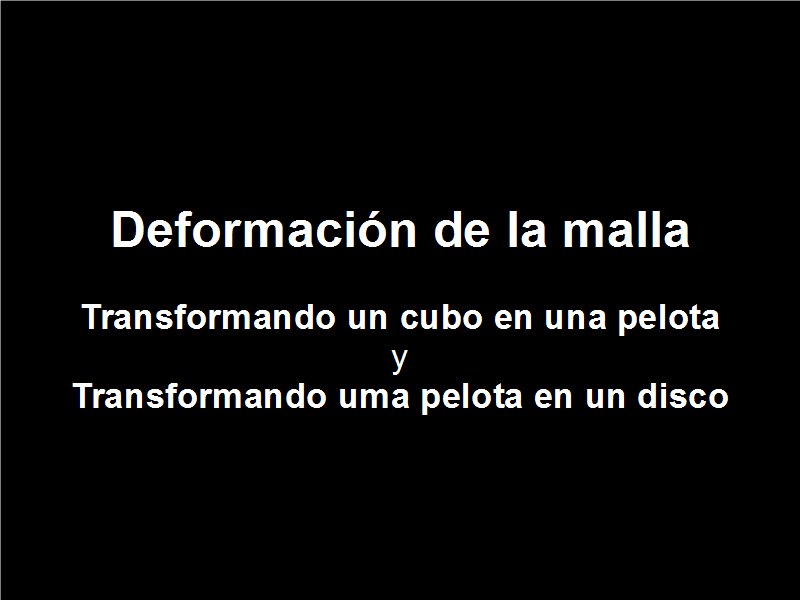 Deformación de la malla
Transformando un cubo en una pelota
y
Transformando uma pelota en un disco